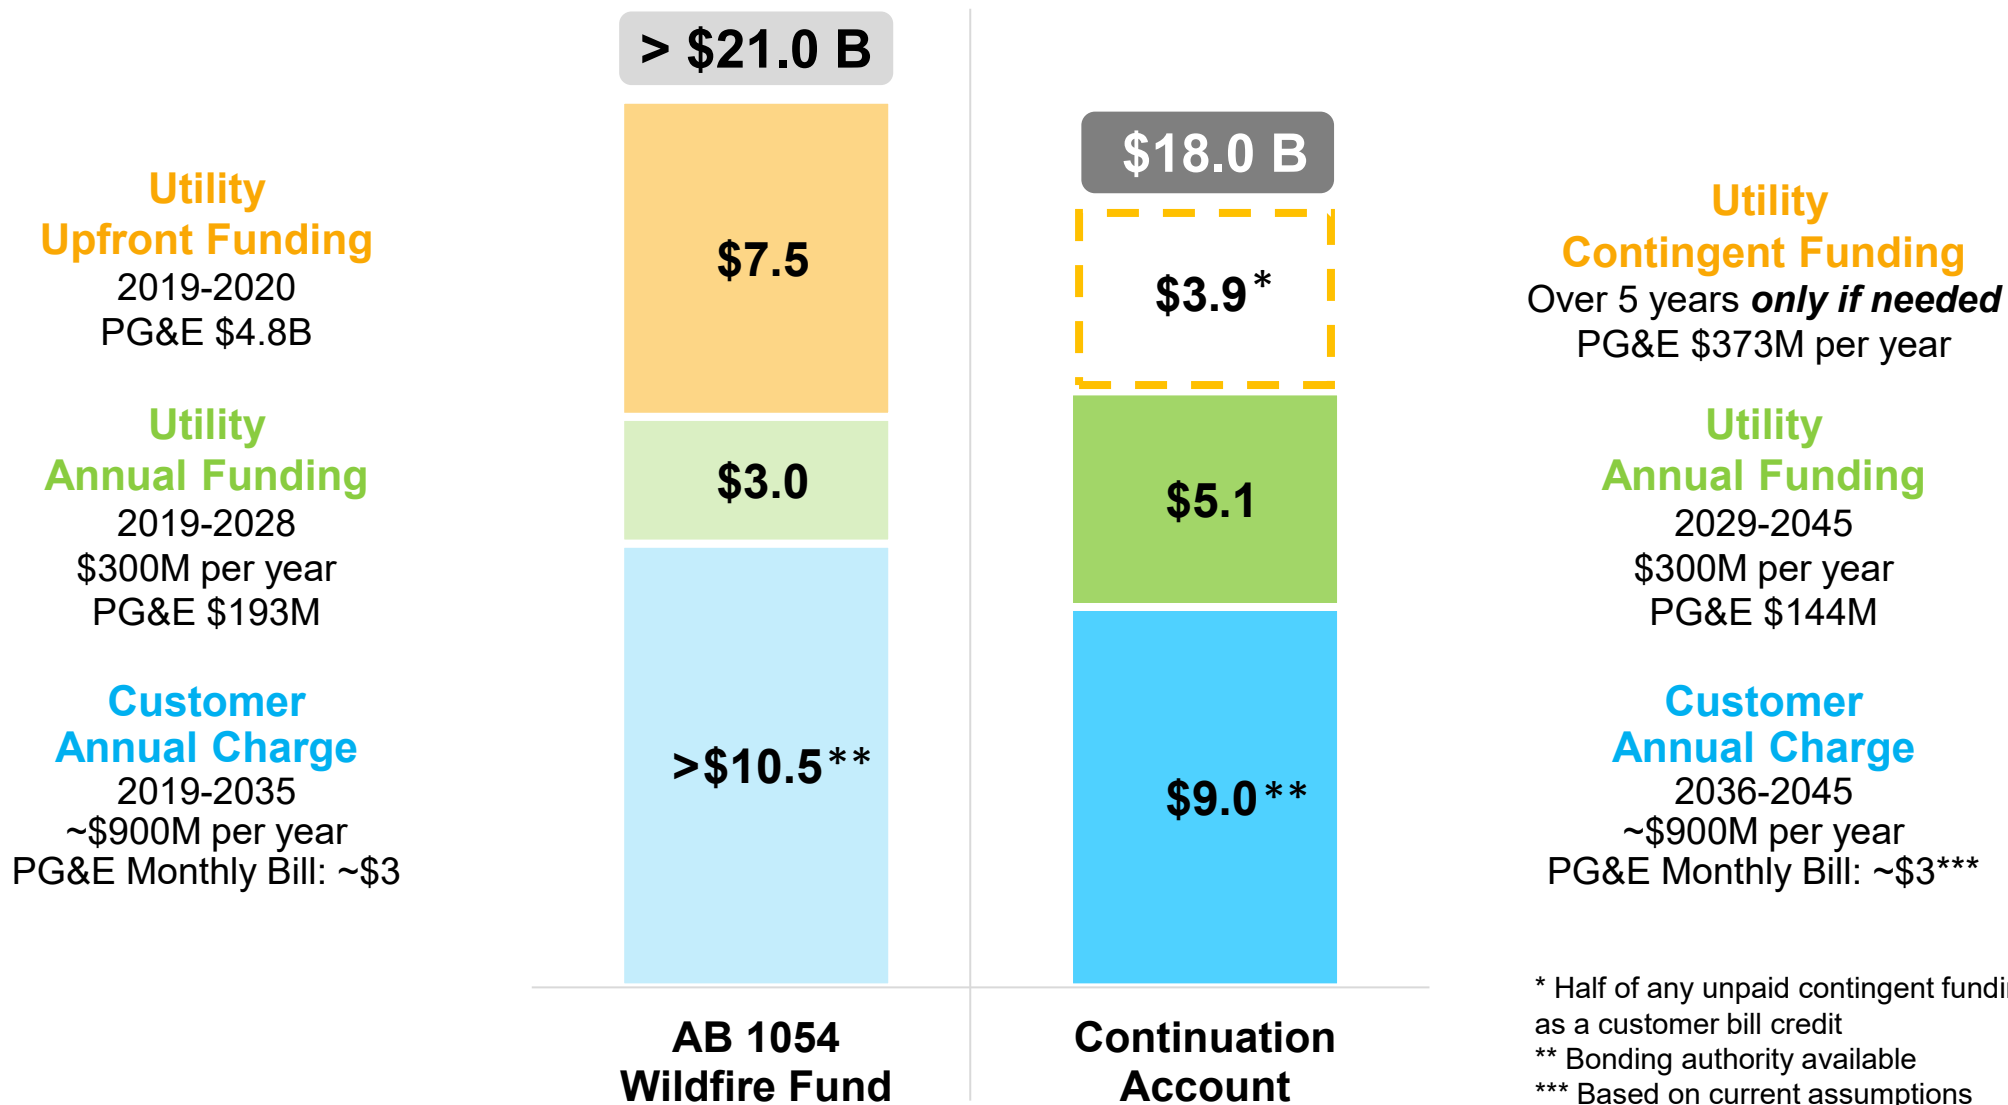 > $21.0 B
$18.0 B
Utility
Upfront Funding
2019-2020
PG&E $4.8B
Utility
Annual Funding
2019-2028
$300M per year
PG&E $193M
Customer
Annual Charge
2019-2035
~$900M per year
PG&E Monthly Bill: ~$3
$7.5
$3.0
>$10.5**
AB 1054
Wildfire Fund
$3.9*
$5.1
$9.0**
Continuation
Account
Utility
Contingent Funding
Over 5 years only if needed
PG&E $373M per year
Utility
Annual Funding
2029-2045
$300M per year
PG&E $144M
Customer
Annual Charge
2036-2045
~$900M per year
PG&E Monthly Bill: ~$3***
* Half of any unpaid contingent
as a customer bill credit
** Bonding authority available
*** Based on current assumptions